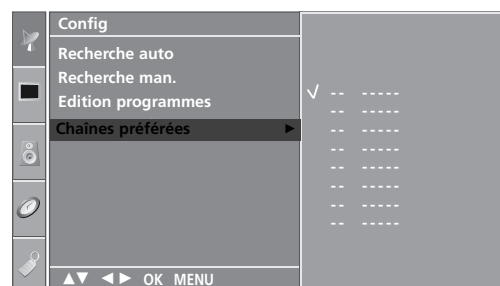 Config
Recherche auto
Recherche man.
Edition programmes
Chaînes préférées ►
√ -- -----
-- -----
-- -----
-- -----
-- -----
-- -----
-- -----
-- -----
▲▼ ◄► OK MENU